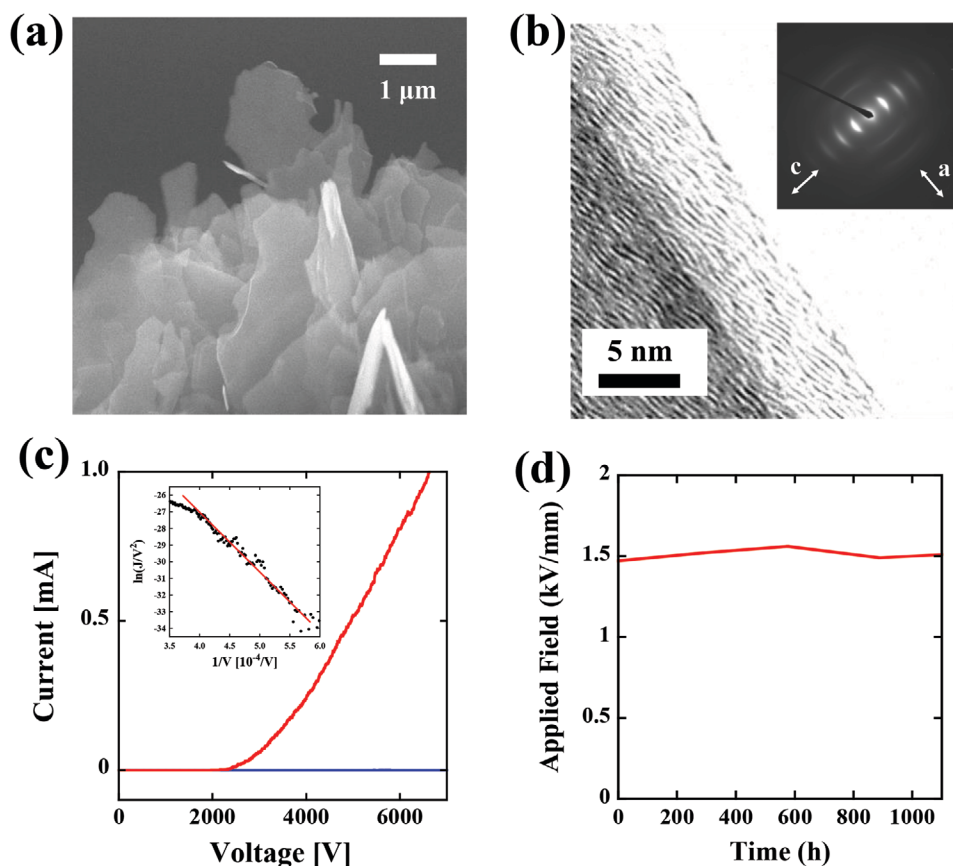 (a)
1 μm
(b)
c
a
5 nm
(c)
Current [mA]
1.0
0.5
0
0
2000
4000
6000
Voltage [V]
ln(J/V²)
-26
-27
-28
-29
-30
-31
-32
-33
-34
3.5
4.0
4.5
5.0
5.5
6.0
1/V [10⁻⁴/V]
(d)
Applied Field (kV/mm)
2
1.5
1
0.5
0
0
200
400
600
800
1000
Time (h)